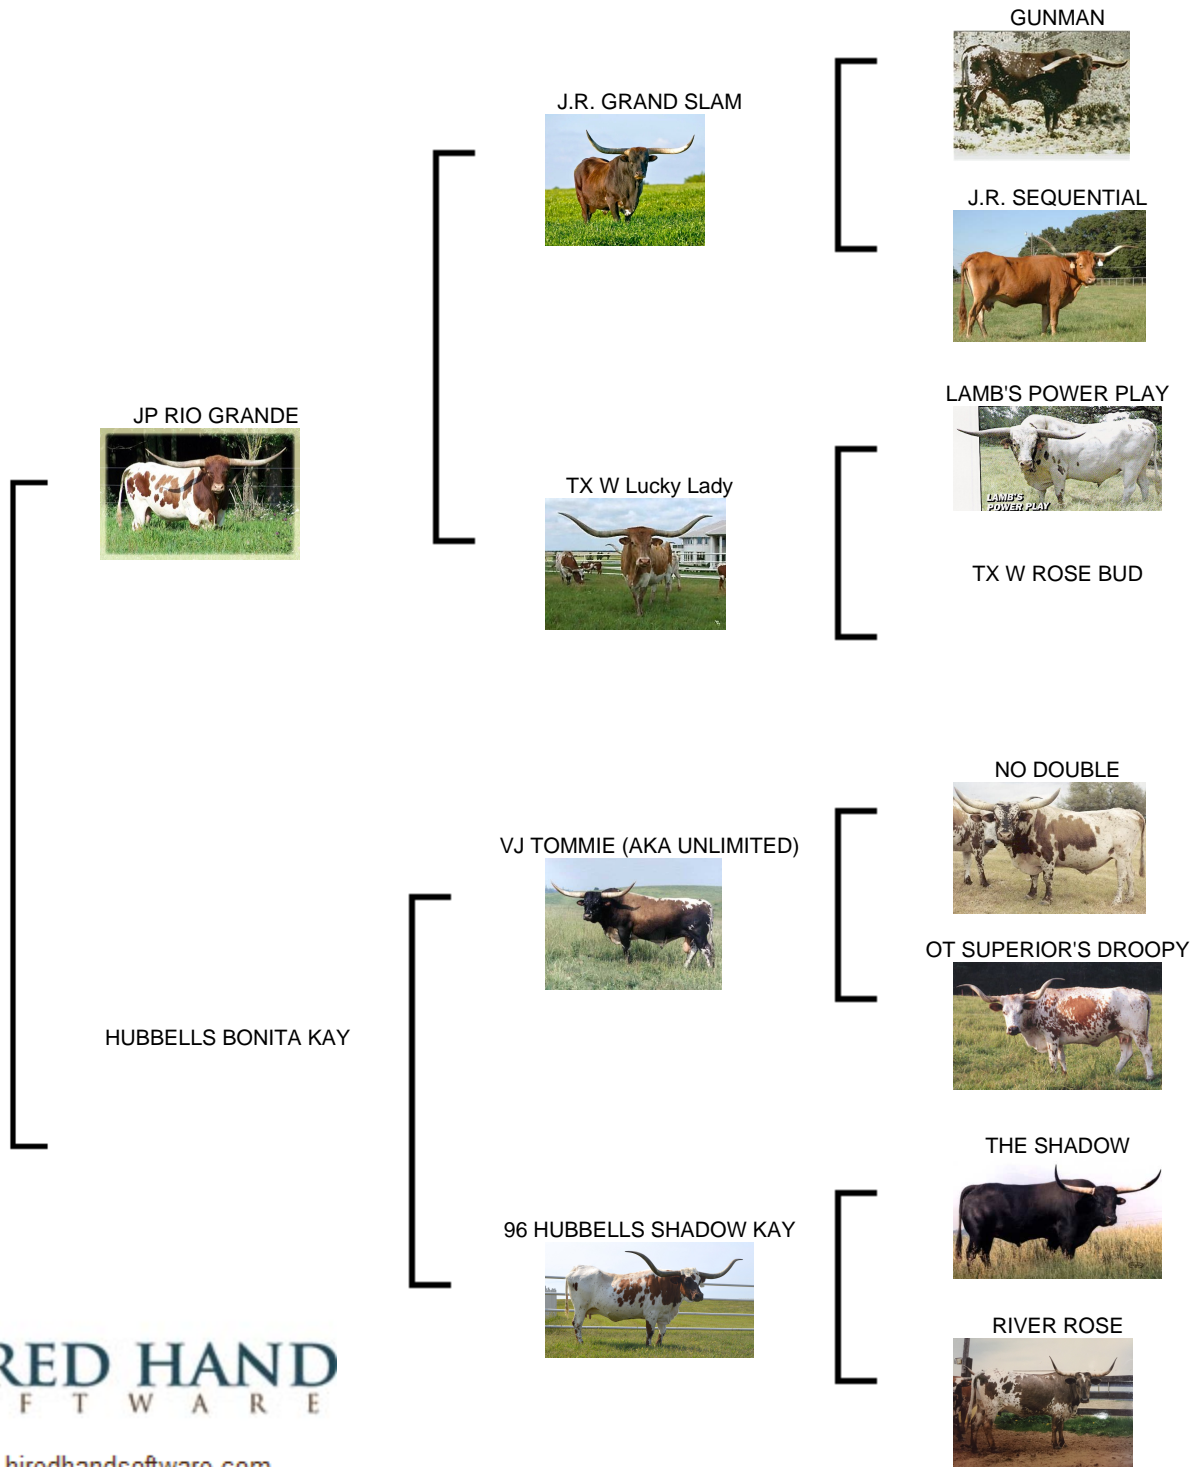 GUNMAN
J.R. GRAND SLAM
J.R. SEQUENTIAL
LAMB'S POWER PLAY
JP RIO GRANDE
TX W Lucky Lady
LAMB'S
POWER PLAY
TX W ROSE BUD
NO DOUBLE
VJ TOMMIE (AKA UNLIMITED)
OT SUPERIOR'S DROOPY
HUBBELLS BONITA KAY
THE SHADOW
96 HUBBELLS SHADOW KAY
RIVER ROSE
RED HAND
F T W A R E
hiredhandsoftware.com